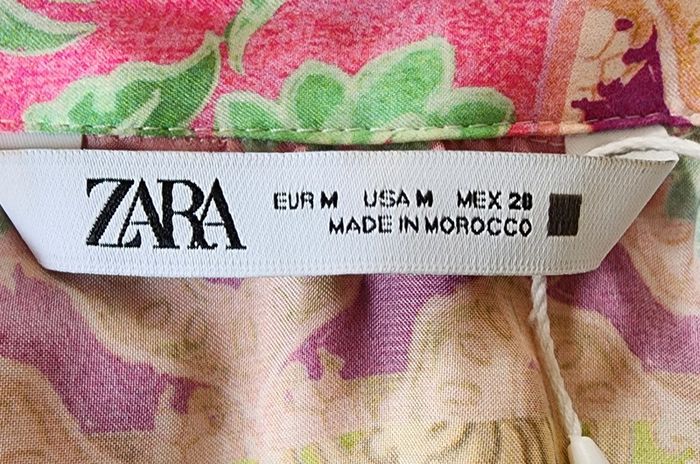 ZARA
EUR M USA M MEX 28
MADE IN MOROCCO